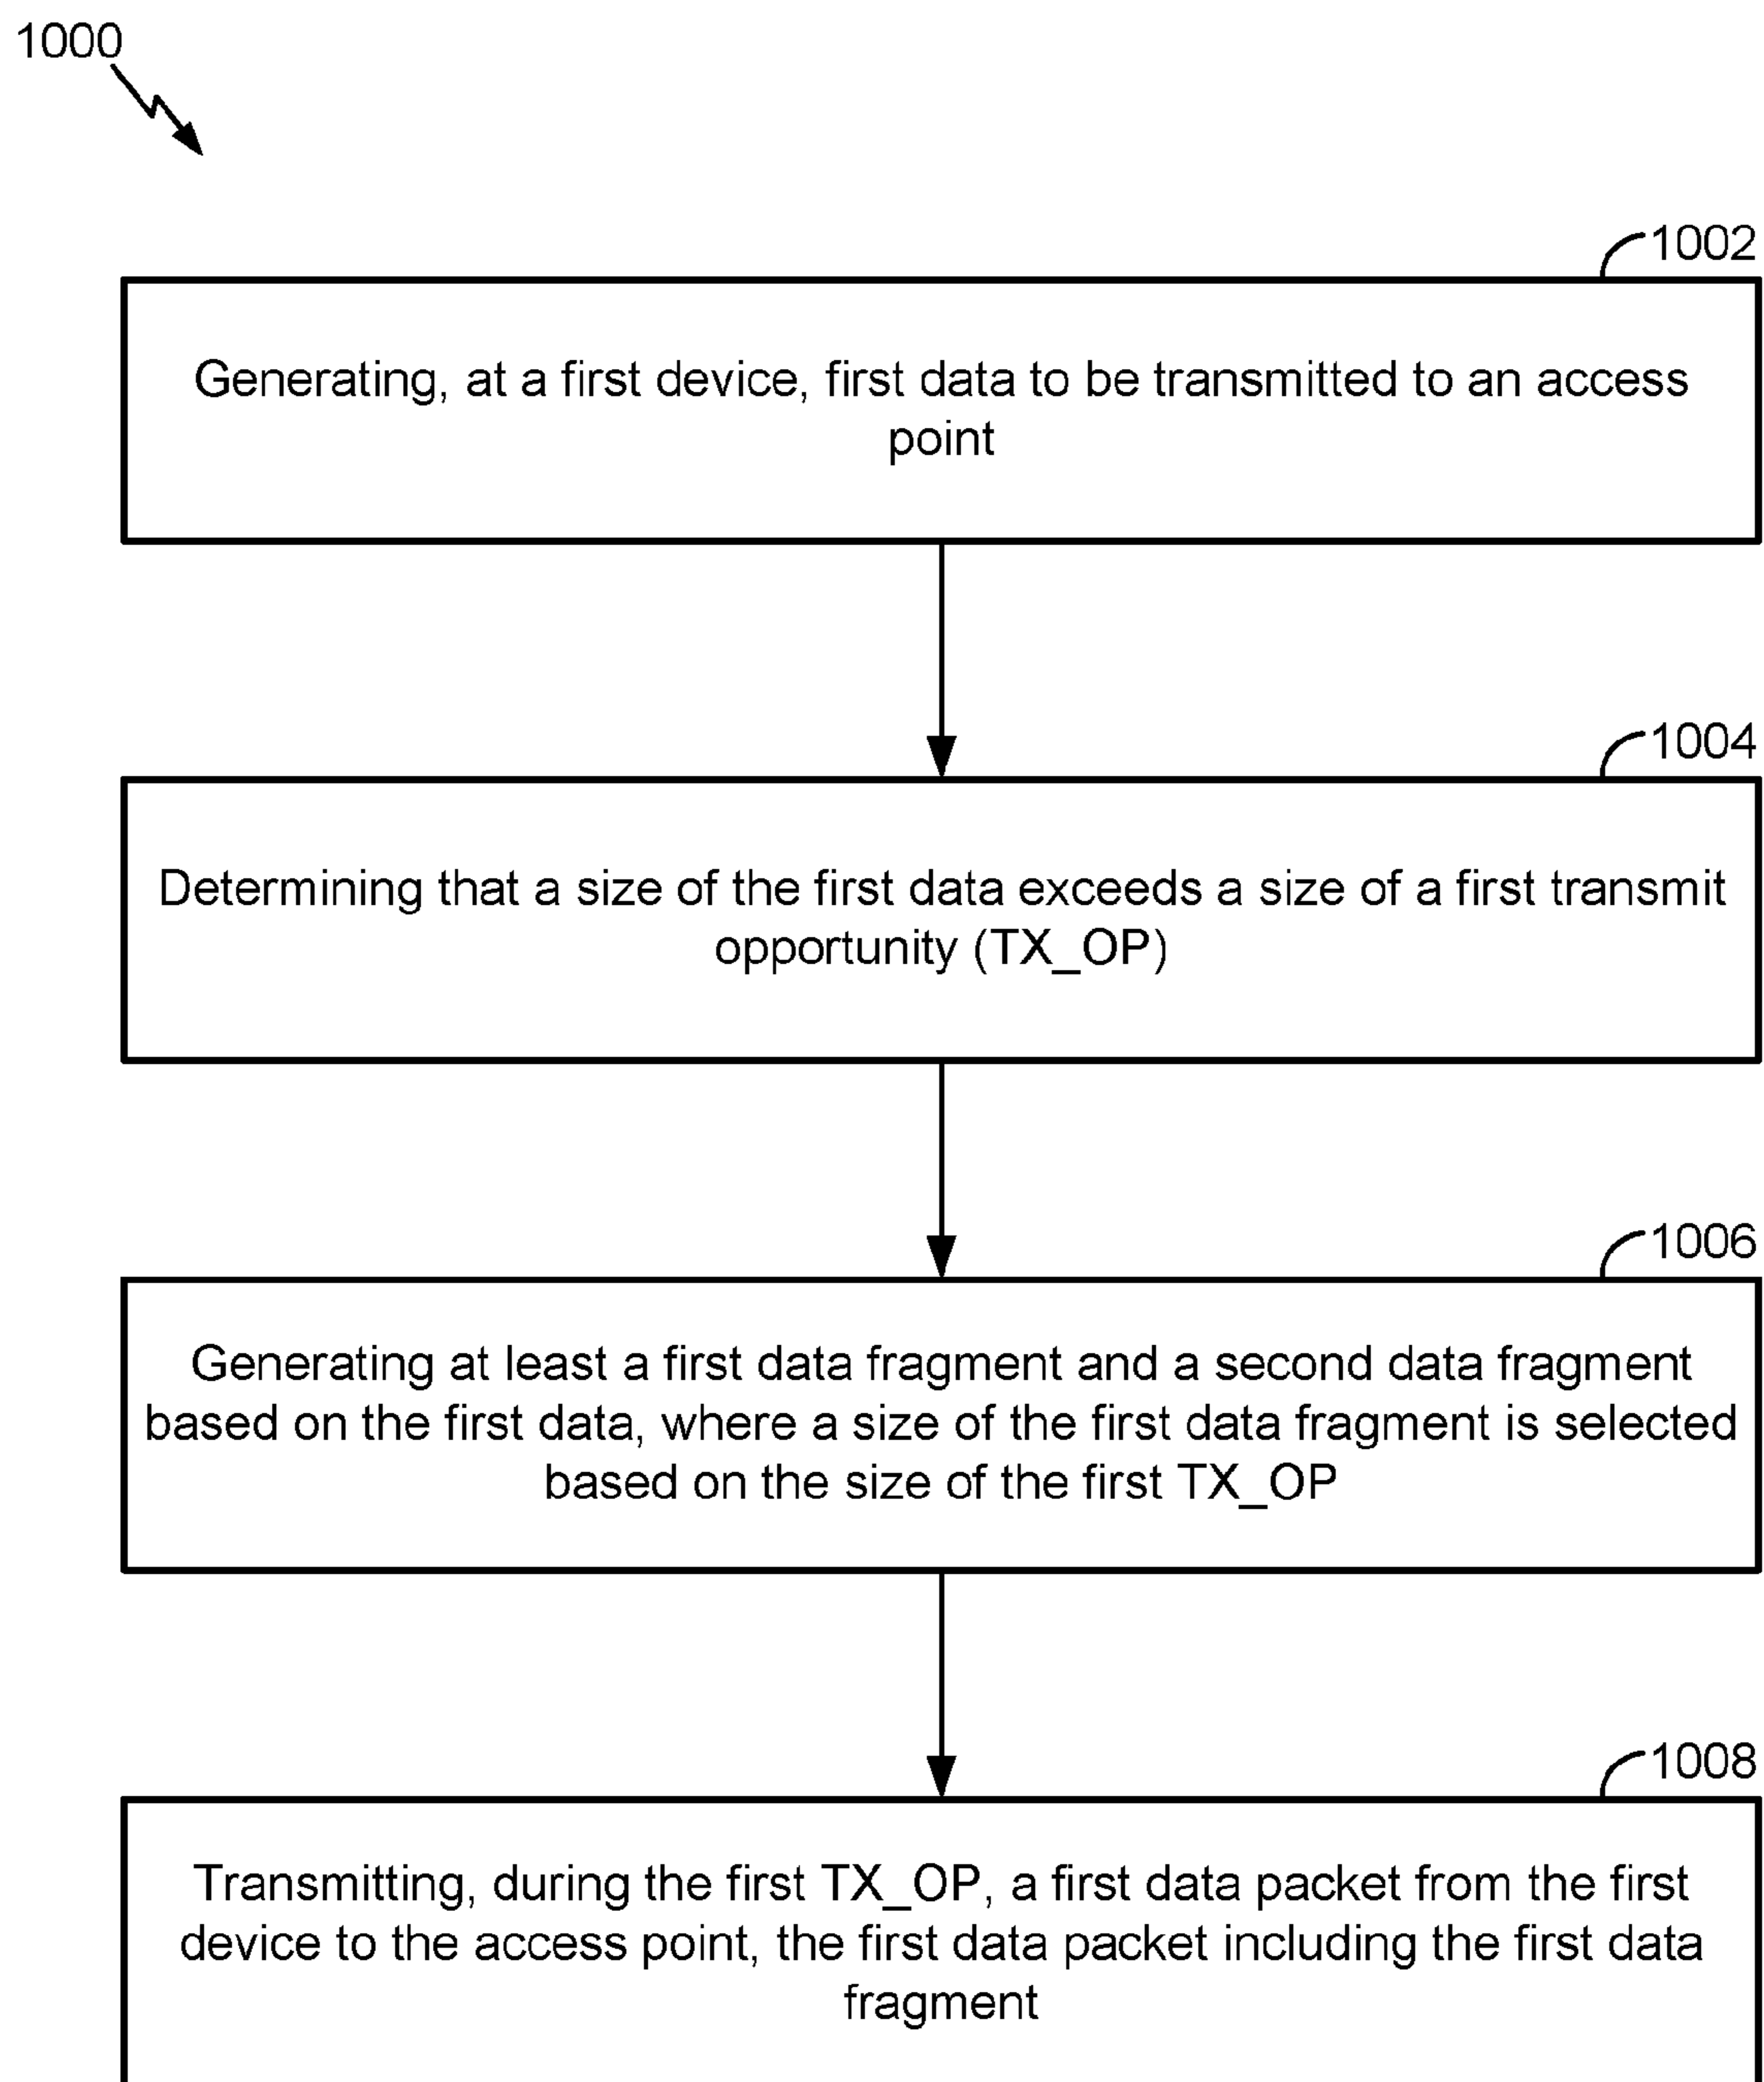 1000
1002
Generating, at a first device, first data to be transmitted to an access
point
1004
Determining that a size of the first data exceeds a size of a first transmit
opportunity (TX_OP)
1006
Generating at least a first data fragment and a second data fragment
based on the first data, where a size of the first data fragment is selected
based on the size of the first TX_OP
1008
Transmitting, during the first TX_OP, a first data packet from the first
device to the access point, the first data packet including the first data
fragment